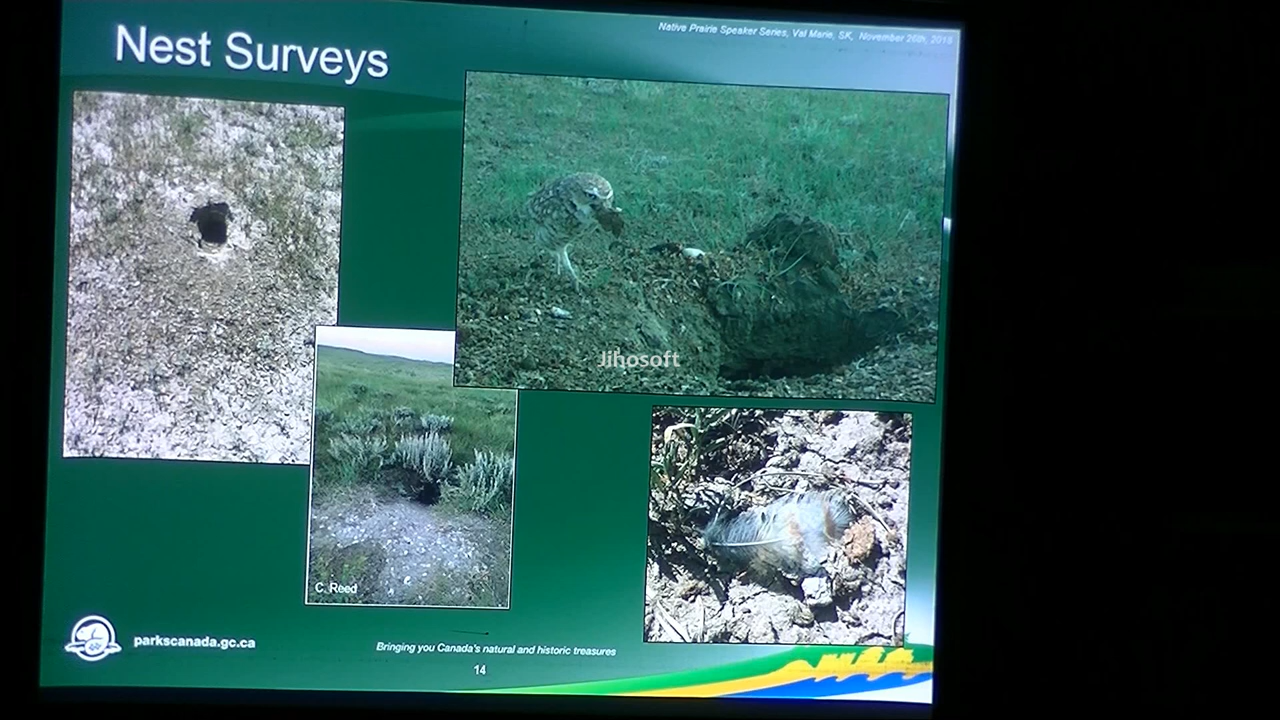 Native Prairie Speaker Series, Val Marie, SK, November 26th, 2015
Nest Surveys
Jihosoft
C. Reed
parkscanada.gc.ca
Bringing you Canada's natural and historic treasures
14